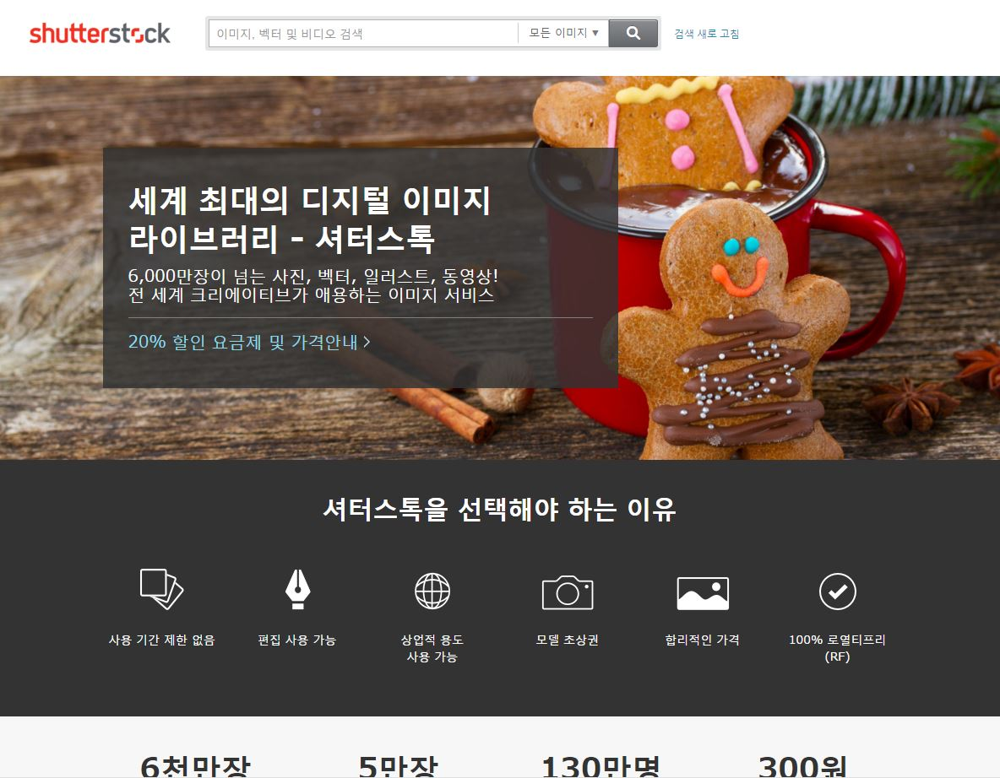 shutterstock
이미지, 벡터 및 비디오 검색
모든 이미지 ▼
검색 새로 고침
세계 최대의 디지털 이미지
라이브러리 - 셔터스톡
6,000만장이 넘는 사진, 벡터, 일러스트, 동영상!
전 세계 크리에이티브가 애용하는 이미지 서비스
20% 할인 요금제 및 가격안내 >
셔터스톡을 선택해야 하는 이유
사용 기간 제한 없음
편집 사용 가능
상업적 용도
사용 가능
모델 초상권
합리적인 가격
100% 로열티프리
(RF)
6천만장
5만장
130만명
300원